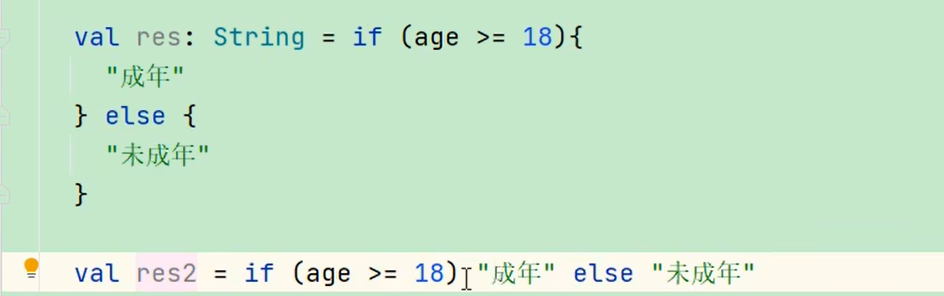 val res: String = if (age >= 18){
"成年"
} else {
"未成年"
}
val res2 = if (age >= 18) "成年" else "未成年"